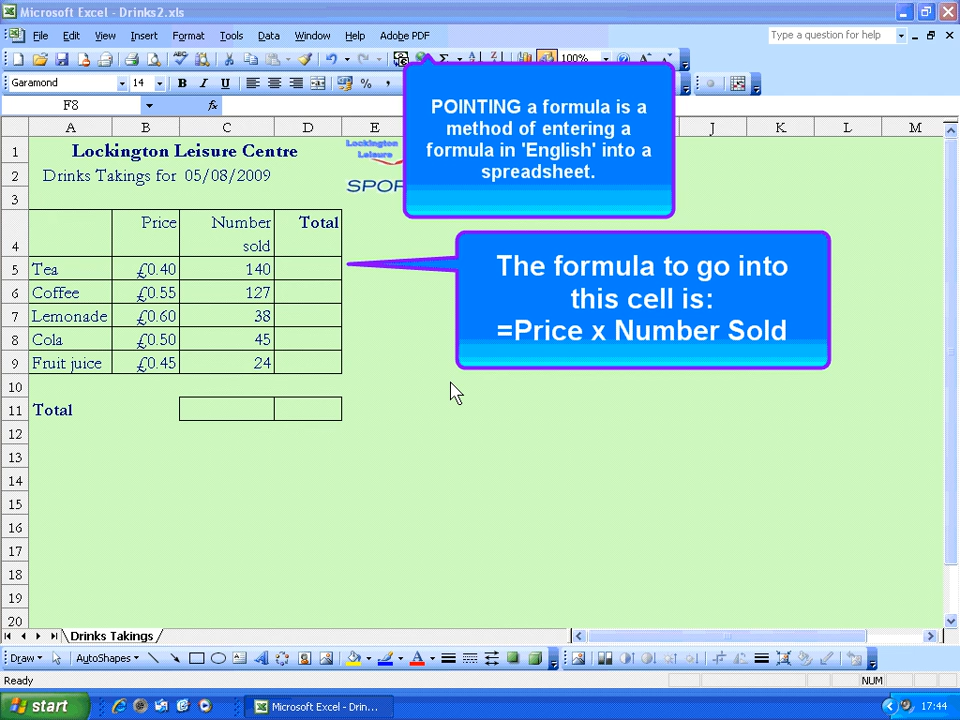 Microsoft Excel - Drinks2.xls
File Edit View Insert Format Tools Data Window Help Adobe PDF
Type a question for help
100%
Garamond 14 B I U %
F8 fx
POINTING a formula is a
method of entering a
formula in 'English' into a
spreadsheet.
A B C D E J K L M
1 Lockington Leisure Centre
Lockington
Leisure
2 Drinks Takings for 05/08/2009
SPOR
3
4 Price Number
sold Total
5 Tea £0.40 140
6 Coffee £0.55 127
7 Lemonade £0.60 38
8 Cola £0.50 45
9 Fruit juice £0.45 24
The formula to go into
this cell is:
=Price x Number Sold
10
11 Total
12
13
14
15
16
17
18
19
20
Drinks Takings
Draw AutoShapes
Ready NUM
start Microsoft Excel - Drin... 17:44